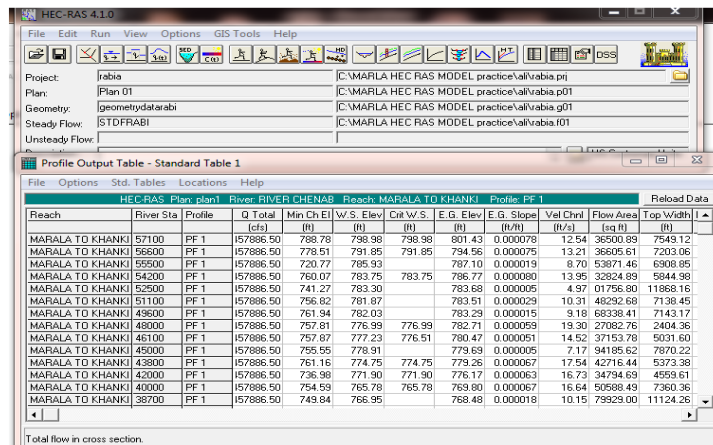 HEC-RAS 4.1.0
File Edit Run View Options GIS Tools Help
DSS
Project: rabia C:\MARLA HEC RAS MODEL practice\ali\rabia.prj
Plan: Plan 01 C:\MARLA HEC RAS MODEL practice\ali\rabia.p01
Geometry: geometrydatarabi C:\MARLA HEC RAS MODEL practice\ali\rabia.g01
Steady Flow: STDFRABI C:\MARLA HEC RAS MODEL practice\ali\rabia.f01
Unsteady Flow:
Profile Output Table - Standard Table 1
File Options Std. Tables Locations Help
HEC-RAS Plan: plan1 River: RIVER CHENAB Reach: MARALA TO KHANKI Profile: PF 1 Reload Data
Reach River Sta Profile Q Total Min Ch El W.S. Elev Crit W.S. E.G. Elev E.G. Slope Vel Chnl Flow Area Top Width
(cfs) (ft) (ft) (ft) (ft) (ft/ft) (ft/s) (sq ft) (ft)
MARALA TO KHANKI 57100 PF 1 457886.50 788.78 798.98 798.98 801.43 0.000078 12.54 36500.89 7549.12
MARALA TO KHANKI 56600 PF 1 457886.50 778.51 791.85 791.85 794.56 0.000075 13.21 36605.61 7203.06
MARALA TO KHANKI 55500 PF 1 457886.50 720.77 785.93 787.10 0.000019 8.70 53871.46 6908.85
MARALA TO KHANKI 54200 PF 1 457886.50 760.07 783.75 783.75 786.77 0.000080 13.95 32824.89 5844.98
MARALA TO KHANKI 52500 PF 1 457886.50 741.27 783.30 783.68 0.000005 4.97 01756.80 11868.16
MARALA TO KHANKI 51100 PF 1 457886.50 756.82 781.87 783.51 0.000029 10.31 48292.68 7138.45
MARALA TO KHANKI 49600 PF 1 457886.50 761.94 782.03 783.29 0.000015 9.18 68338.41 7143.17
MARALA TO KHANKI 48000 PF 1 457886.50 757.81 776.99 776.99 782.71 0.000059 19.30 27082.76 2404.36
MARALA TO KHANKI 46100 PF 1 457886.50 757.87 777.23 776.51 780.47 0.000051 14.52 37153.78 5031.60
MARALA TO KHANKI 45000 PF 1 457886.50 755.55 778.91 779.69 0.000005 7.17 94185.62 7870.22
MARALA TO KHANKI 43800 PF 1 457886.50 761.16 774.75 774.75 779.26 0.000067 17.54 42716.44 5373.38
MARALA TO KHANKI 42000 PF 1 457886.50 736.98 771.90 771.90 776.17 0.000063 16.73 34794.69 4559.61
MARALA TO KHANKI 40000 PF 1 457886.50 754.59 765.78 765.78 769.80 0.000067 16.64 50588.49 7360.36
MARALA TO KHANKI 38700 PF 1 457886.50 749.84 766.95 768.48 0.000018 10.15 79929.00 11124.26
Total flow in cross section.